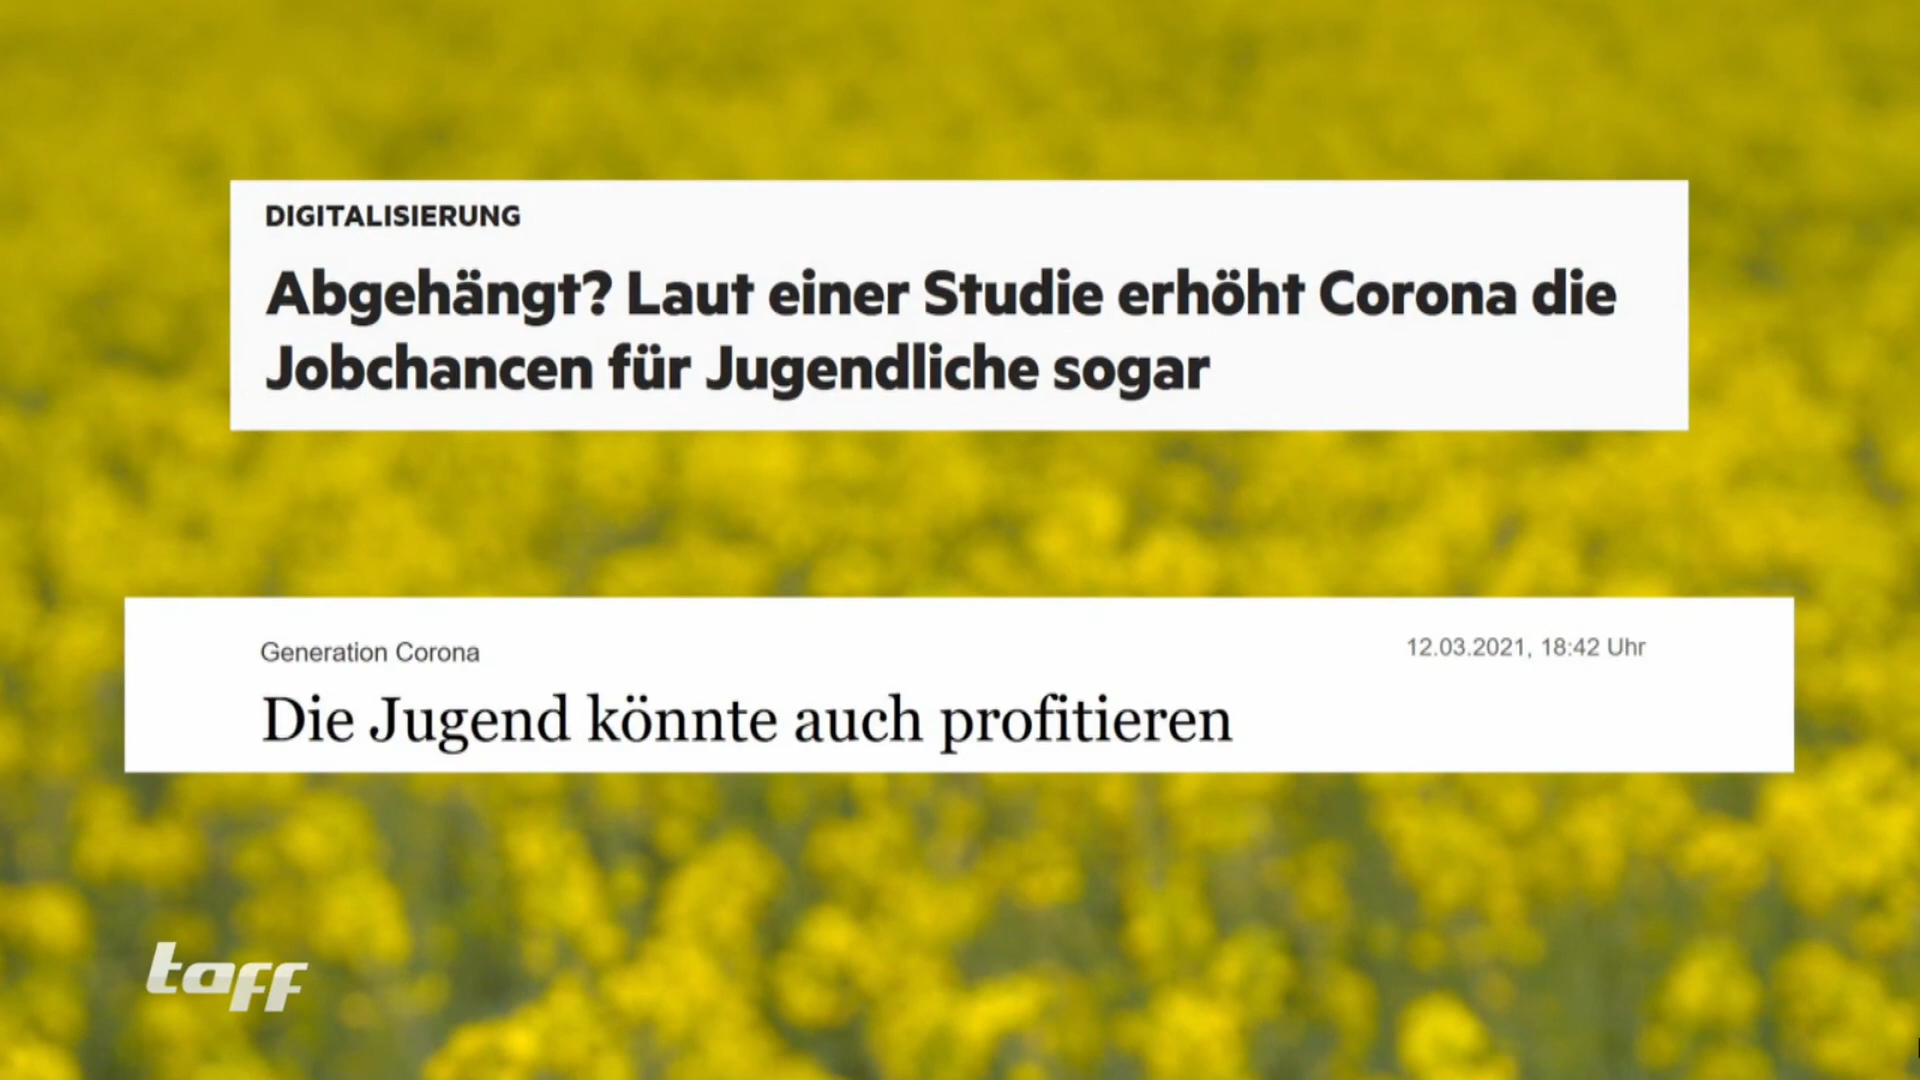 DIGITALISIERUNG
Abgehängt? Laut einer Studie erhöht Corona die
Jobchancen für Jugendliche sogar
Generation Corona
12.03.2021, 18:42 Uhr
Die Jugend könnte auch profitieren
taff